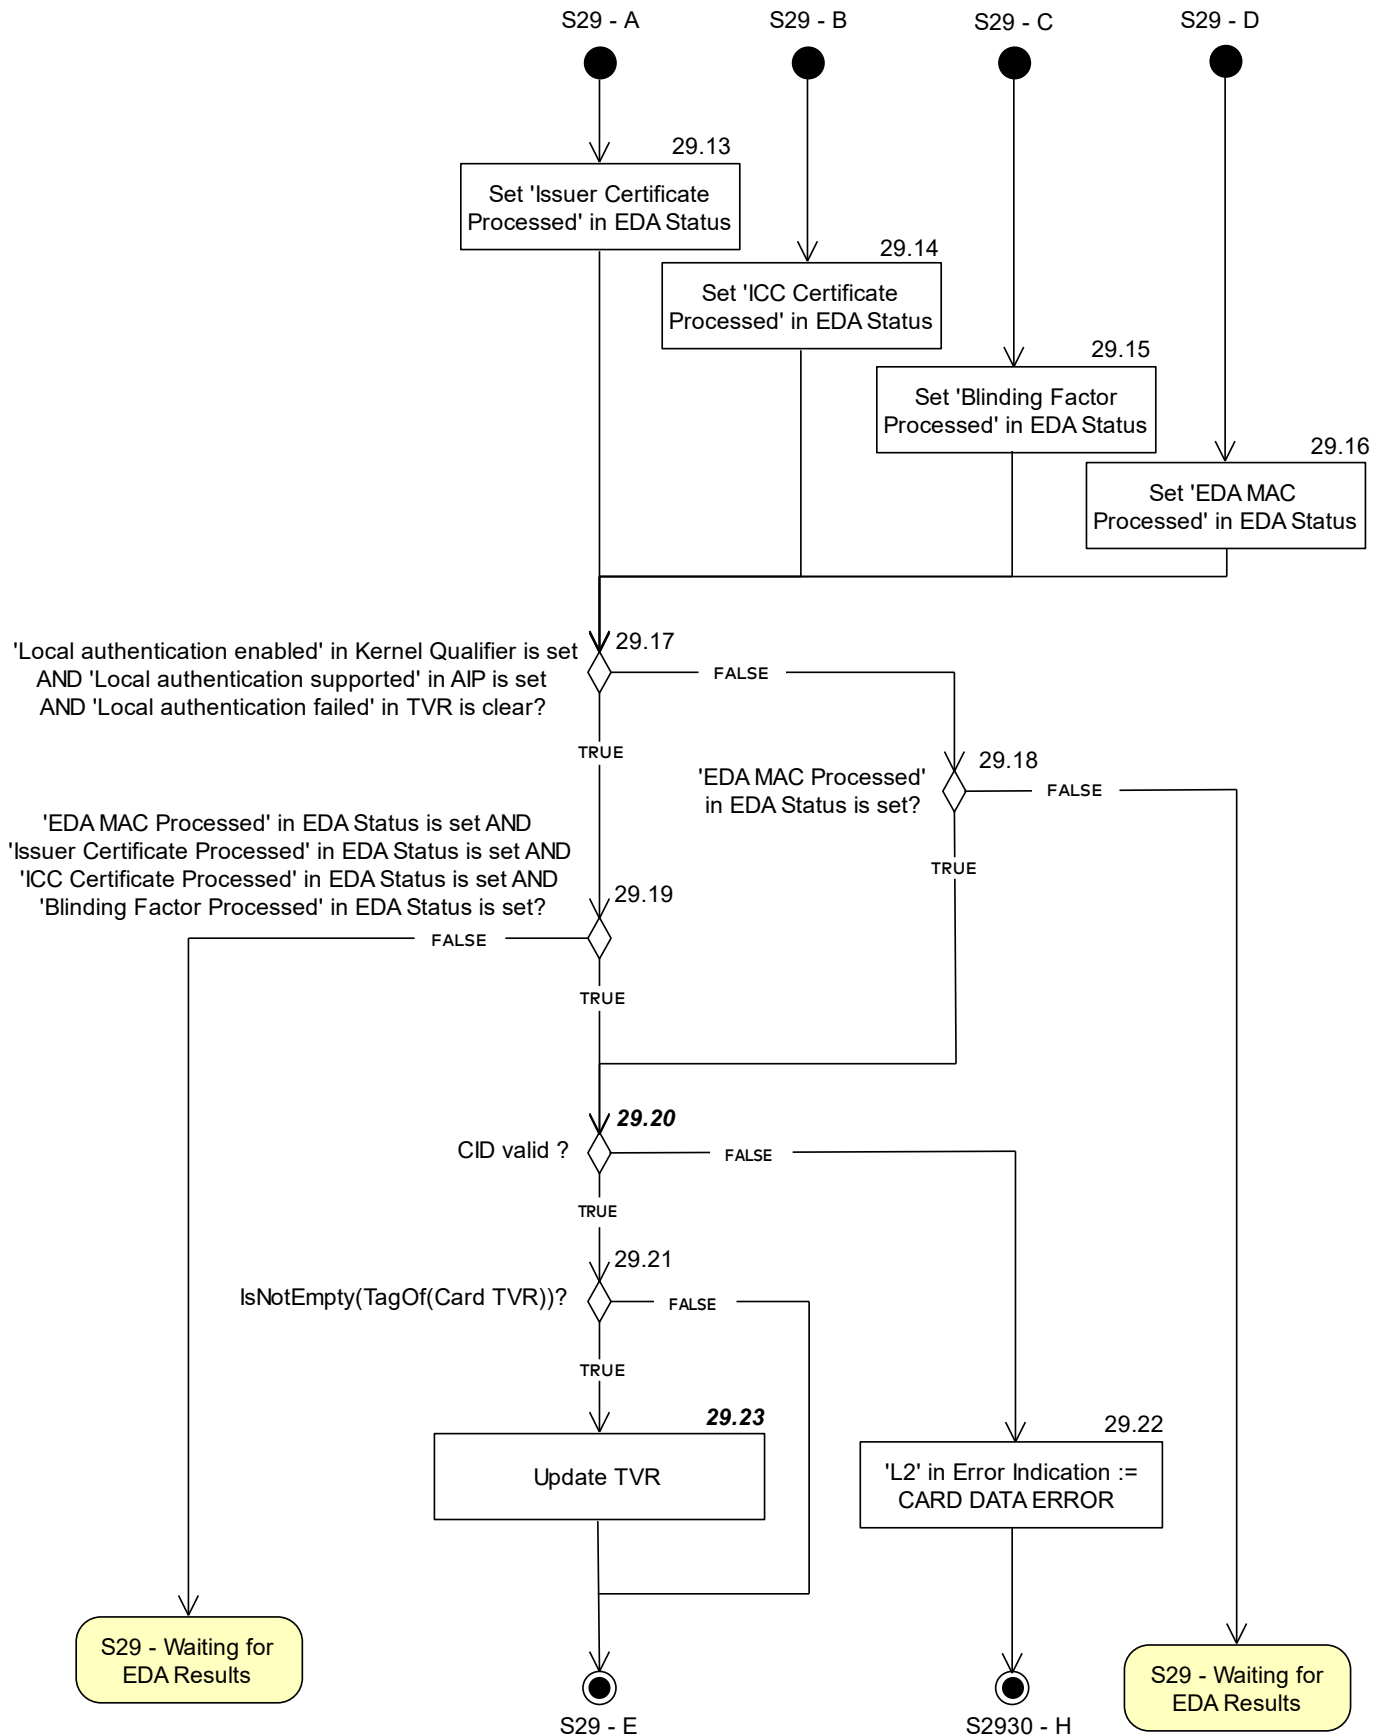 S29 - A
S29 - B
S29 - C
S29 - D
29.13
Set 'Issuer Certificate
Processed' in EDA Status
29.14
Set 'ICC Certificate
Processed' in EDA Status
29.15
Set 'Blinding Factor
Processed' in EDA Status
29.16
Set 'EDA MAC
Processed' in EDA Status
29.17
'Local authentication enabled' in Kernel Qualifier is set
AND 'Local authentication supported' in AIP is set
AND 'Local authentication failed' in TVR is clear?
FALSE
TRUE
29.18
'EDA MAC Processed'
in EDA Status is set?
FALSE
TRUE
'EDA MAC Processed' in EDA Status is set AND
'Issuer Certificate Processed' in EDA Status is set AND
'ICC Certificate Processed' in EDA Status is set AND
'Blinding Factor Processed' in EDA Status is set?
29.19
FALSE
TRUE
29.20
CID valid ?
FALSE
TRUE
29.21
IsNotEmpty(TagOf(Card TVR))?
FALSE
TRUE
29.23
Update TVR
29.22
'L2' in Error Indication :=
CARD DATA ERROR
S29 - Waiting for
EDA Results
S29 - E
S2930 - H
S29 - Waiting for
EDA Results